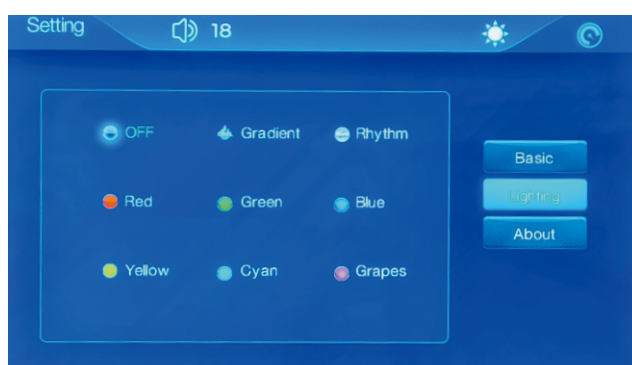 Setting 18
OFF Gradient Rhythm
Basic
Red Green Blue
Lighting
About
Yellow Cyan Grapes